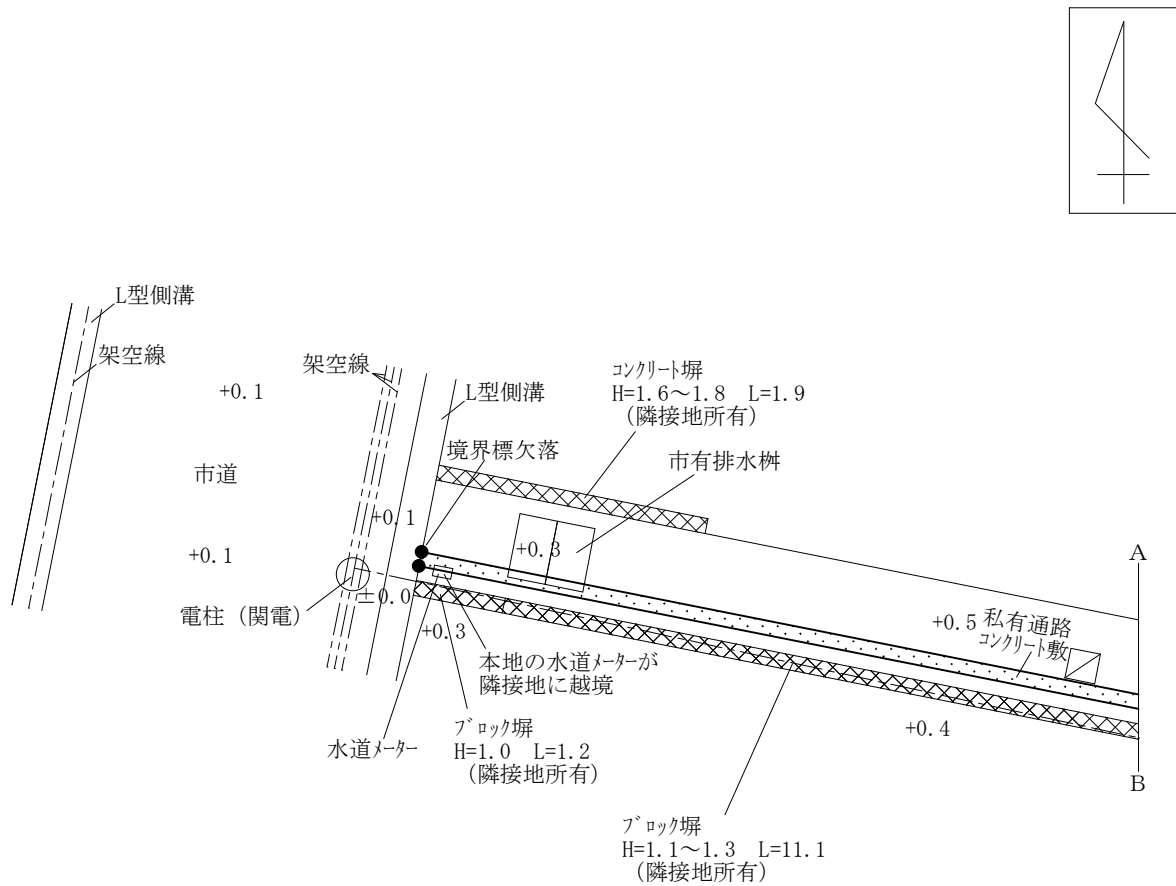 L型側溝
架空線
+0.1
架空線
L型側溝
コンクリート塀
H=1.6～1.8 L=1.9
(隣接地所有)
境界標欠落
市有排水桝
市道
+0.1
+0.1
+0.3
A
電柱（関電）
±0.0
+0.3
+0.5
私有通路
コンクリート敷
本地の水道メーターが
隣接地に越境
水道メーター
ブロック塀
H=1.0 L=1.2
(隣接地所有)
+0.4
B
ブロック塀
H=1.1～1.3 L=11.1
(隣接地所有)